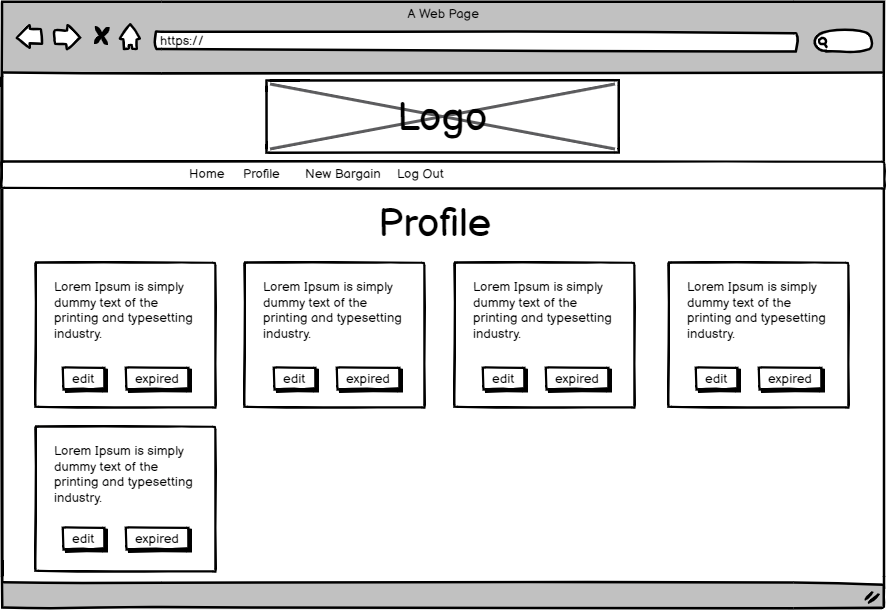 A Web Page
https://
Logo
Home Profile New Bargain Log Out
Profile
Lorem Ipsum is simply
dummy text of the
printing and typesetting
industry.
edit expired
Lorem Ipsum is simply
dummy text of the
printing and typesetting
industry.
edit expired
Lorem Ipsum is simply
dummy text of the
printing and typesetting
industry.
edit expired
Lorem Ipsum is simply
dummy text of the
printing and typesetting
industry.
edit expired
Lorem Ipsum is simply
dummy text of the
printing and typesetting
industry.
edit expired